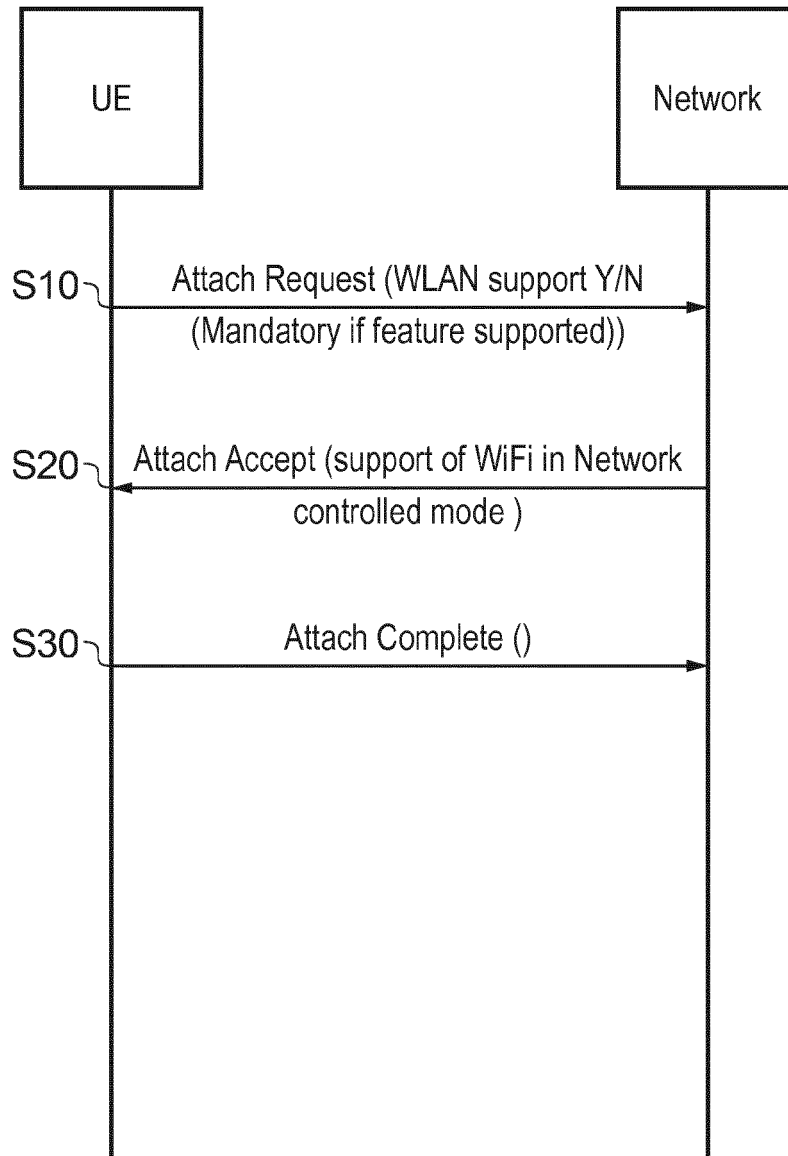 UE
Network
S10
Attach Request (WLAN support Y/N
(Mandatory if feature supported))
S20
Attach Accept (support of WiFi in Network
controlled mode )
S30
Attach Complete ()